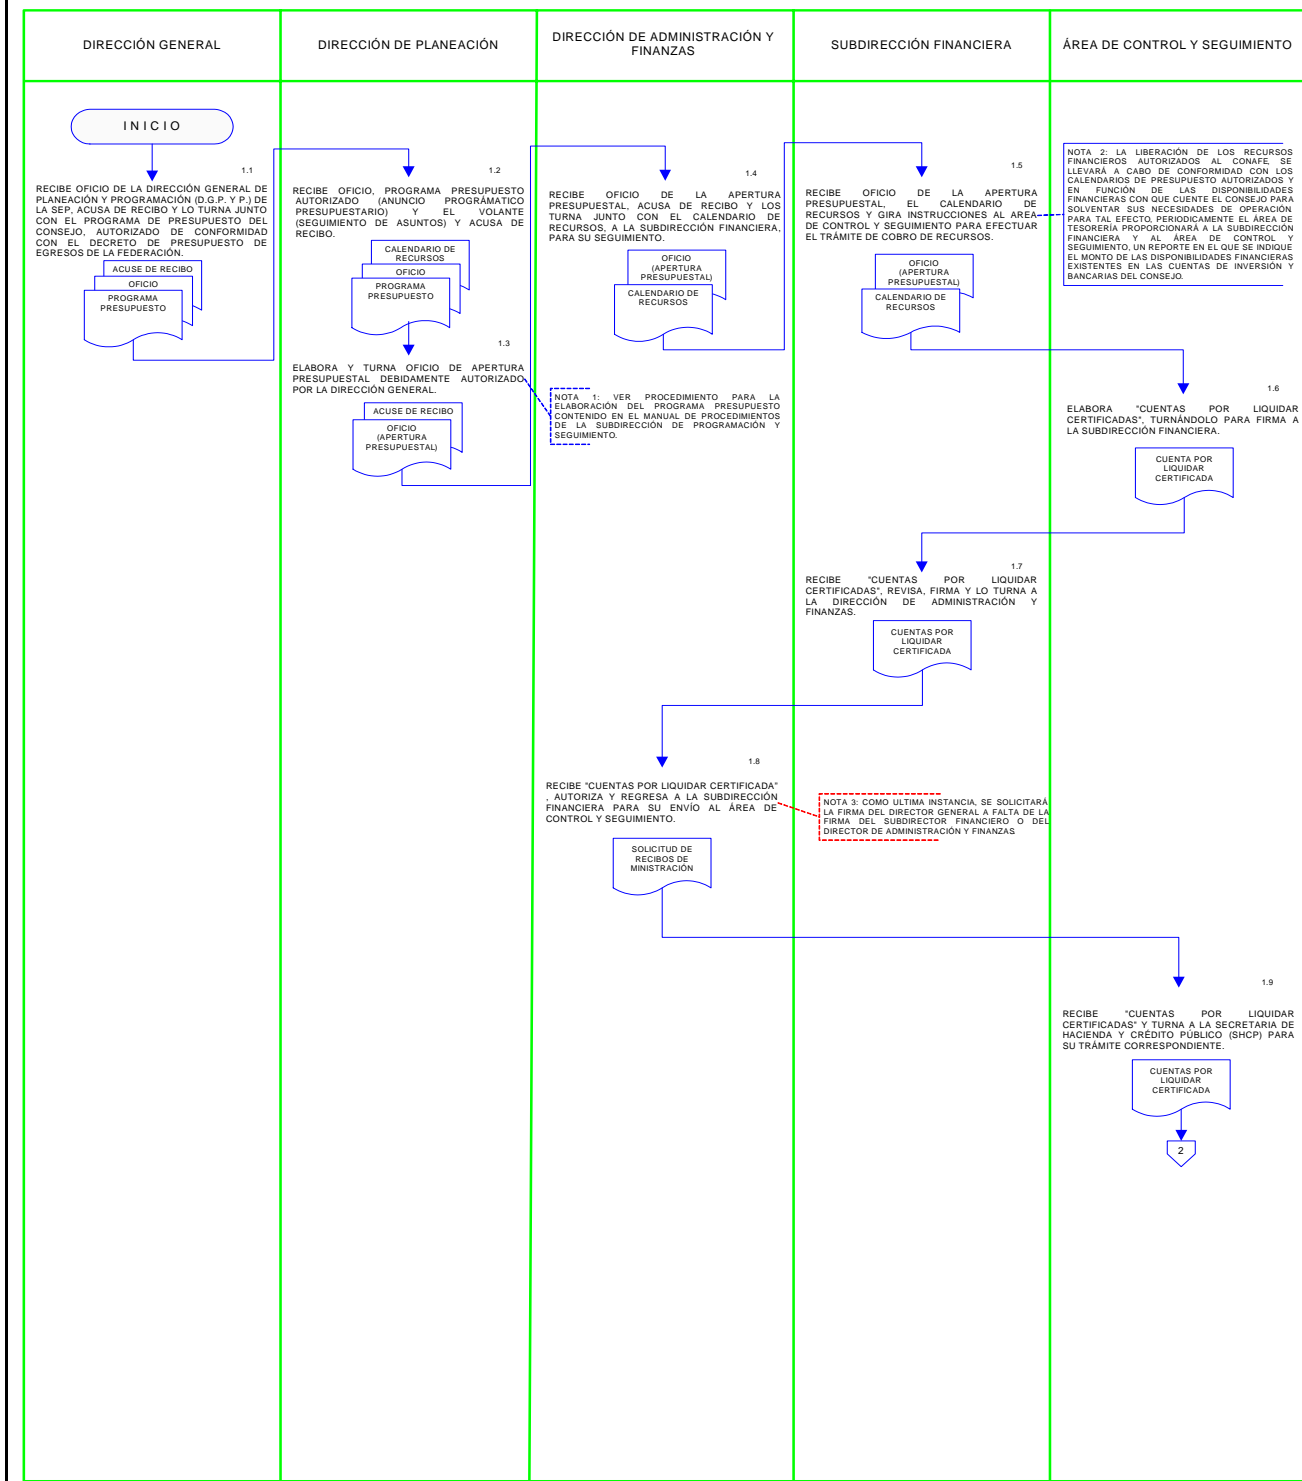 DIRECCIÓN GENERAL
DIRECCIÓN DE PLANEACIÓN
DIRECCIÓN DE ADMINISTRACIÓN Y
FINANZAS
SUBDIRECCIÓN FINANCIERA
ÁREA DE CONTROL Y SEGUIMIENTO
INICIO
1.1
RECIBE OFICIO DE LA DIRECCIÓN GENERAL DE
PLANEACIÓN Y PROGRAMACIÓN (D.G.P. Y P.) DE
LA SEP, ACUSA DE RECIBO Y LO TURNA JUNTO
CON EL PROGRAMA DE PRESUPUESTO DEL
CONSEJO, AUTORIZADO DE CONFORMIDAD
CON EL DECRETO DE PRESUPUESTO DE
EGRESOS DE LA FEDERACIÓN.
ACUSE DE RECIBO
OFICIO
PROGRAMA
PRESUPUESTO
1.2
RECIBE OFICIO, PROGRAMA PRESUPUESTO
AUTORIZADO (ANUNCIO PROGRÁMATICO
PRESUPUESTARIO) Y EL VOLANTE
(SEGUIMIENTO DE ASUNTOS) Y ACUSA DE
RECIBO.
CALENDARIO DE
RECURSOS
OFICIO
PROGRAMA
PRESUPUESTO
1.3
ELABORA Y TURNA OFICIO DE APERTURA
PRESUPUESTAL DEBIDAMENTE AUTORIZADO
POR LA DIRECCIÓN GENERAL.
ACUSE DE RECIBO
OFICIO
(APERTURA
PRESUPUESTAL)
1.4
RECIBE OFICIO DE LA APERTURA
PRESUPUESTAL, ACUSA DE RECIBO Y LOS
TURNA JUNTO CON EL CALENDARIO DE
RECURSOS, A LA SUBDIRECCIÓN FINANCIERA,
PARA SU SEGUIMIENTO.
OFICIO
(APERTURA
PRESUPUESTAL)
CALENDARIO DE
RECURSOS
NOTA 1: VER PROCEDIMIENTO PARA LA
ELABORACIÓN DEL PROGRAMA PRESUPUESTO
CONTENIDO EN EL MANUAL DE PROCEDIMIENTOS
DE LA SUBDIRECCIÓN DE PROGRAMACIÓN Y
SEGUIMIENTO.
1.5
RECIBE OFICIO DE LA APERTURA
PRESUPUESTAL, EL CALENDARIO DE
RECURSOS Y GIRA INSTRUCCIONES AL AREA
DE CONTROL Y SEGUIMIENTO PARA EFECTUAR
EL TRÁMITE DE COBRO DE RECURSOS.
OFICIO
(APERTURA
PRESUPUESTAL)
CALENDARIO DE
RECURSOS
NOTA 2: LA LIBERACIÓN DE LOS RECURSOS
FINANCIEROS AUTORIZADOS AL CONAFE, SE
LLEVARÁ A CABO DE CONFORMIDAD CON LOS
CALENDARIOS DE PRESUPUESTO AUTORIZADOS Y
EN FUNCIÓN DE LAS DISPONIBILIDADES
FINANCIERAS CON QUE CUENTE EL CONSEJO PARA
SOLVENTAR SUS NECESIDADES DE OPERACIÓN.
PARA TAL EFECTO, PERIODICAMENTE EL ÁREA DE
TESORERÍA PROPORCIONARÁ A LA SUBDIRECCIÓN
FINANCIERA Y AL ÁREA DE CONTROL Y
SEGUIMIENTO, UN REPORTE EN EL QUE SE INDIQUE
EL MONTO DE LAS DISPONIBILIDADES FINANCIERAS
EXISTENTES EN LAS CUENTAS DE INVERSIÓN Y
BANCARIAS DEL CONSEJO.
1.6
ELABORA "CUENTAS POR LIQUIDAR
CERTIFICADAS", TURNÁNDOLO PARA FIRMA A
LA SUBDIRECCIÓN FINANCIERA.
CUENTA POR
LIQUIDAR
CERTIFICADA
1.7
RECIBE "CUENTAS POR LIQUIDAR
CERTIFICADAS", REVISA, FIRMA Y LO TURNA A
LA DIRECCIÓN DE ADMINISTRACIÓN Y
FINANZAS.
CUENTAS POR
LIQUIDAR
CERTIFICADA
1.8
RECIBE "CUENTAS POR LIQUIDAR CERTIFICADA"
, AUTORIZA Y REGRESA A LA SUBDIRECCIÓN
FINANCIERA PARA SU ENVÍO AL ÁREA DE
CONTROL Y SEGUIMIENTO.
SOLICITUD DE
RECIBOS DE
MINISTRACIÓN
NOTA 3: COMO ULTIMA INSTANCIA, SE SOLICITARÁ
LA FIRMA DEL DIRECTOR GENERAL A FALTA DE LA
FIRMA DEL SUBDIRECTOR FINANCIERO O DEL
DIRECTOR DE ADMINISTRACIÓN Y FINANZAS.
1.9
RECIBE "CUENTAS POR LIQUIDAR
CERTIFICADAS" Y TURNA A LA SECRETARIA DE
HACIENDA Y CRÉDITO PÚBLICO (SHCP) PARA
SU TRÁMITE CORRESPONDIENTE.
CUENTAS POR
LIQUIDAR
CERTIFICADA
2